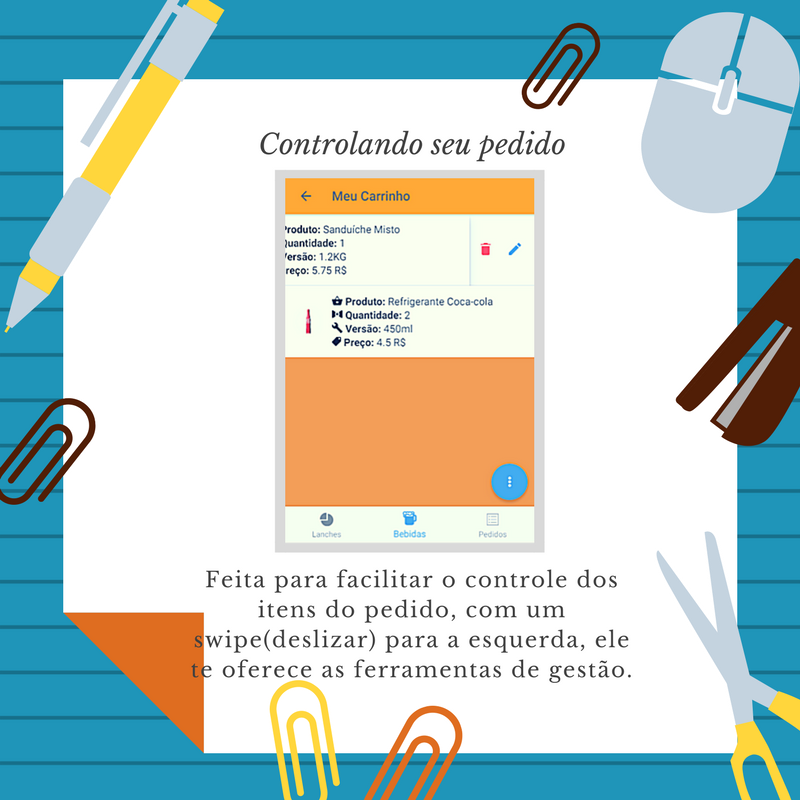 Controlando seu pedido
Meu Carrinho
Produto: Sanduíche Misto
Quantidade: 1
Versão: 1.2KG
Preço: 5.75 R$
Produto: Refrigerante Coca-cola
Quantidade: 2
Versão: 450ml
Preço: 4.5 R$
Lanches Bebidas Pedidos
Feita para facilitar o controle dos
itens do pedido, com um
swipe(deslizar) para a esquerda, ele
te oferece as ferramentas de gestão.